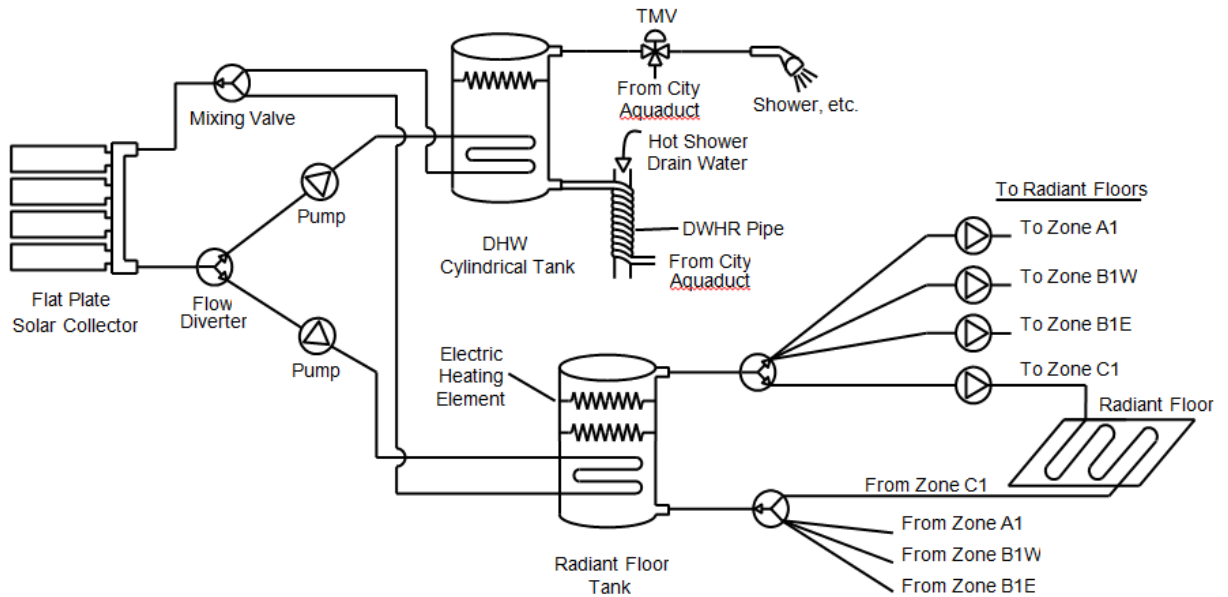 TMV
From City
Aquaduct
Shower, etc.
Mixing Valve
Hot Shower
Drain Water
Pump
DHW
Cylindrical Tank
DWHR Pipe
From City
Aquaduct
To Radiant Floors
To Zone A1
To Zone B1W
To Zone B1E
To Zone C1
Flat Plate
Solar Collector
Flow
Diverter
Pump
Electric
Heating
Element
Radiant Floor
From Zone C1
From Zone A1
From Zone B1W
From Zone B1E
Radiant Floor
Tank